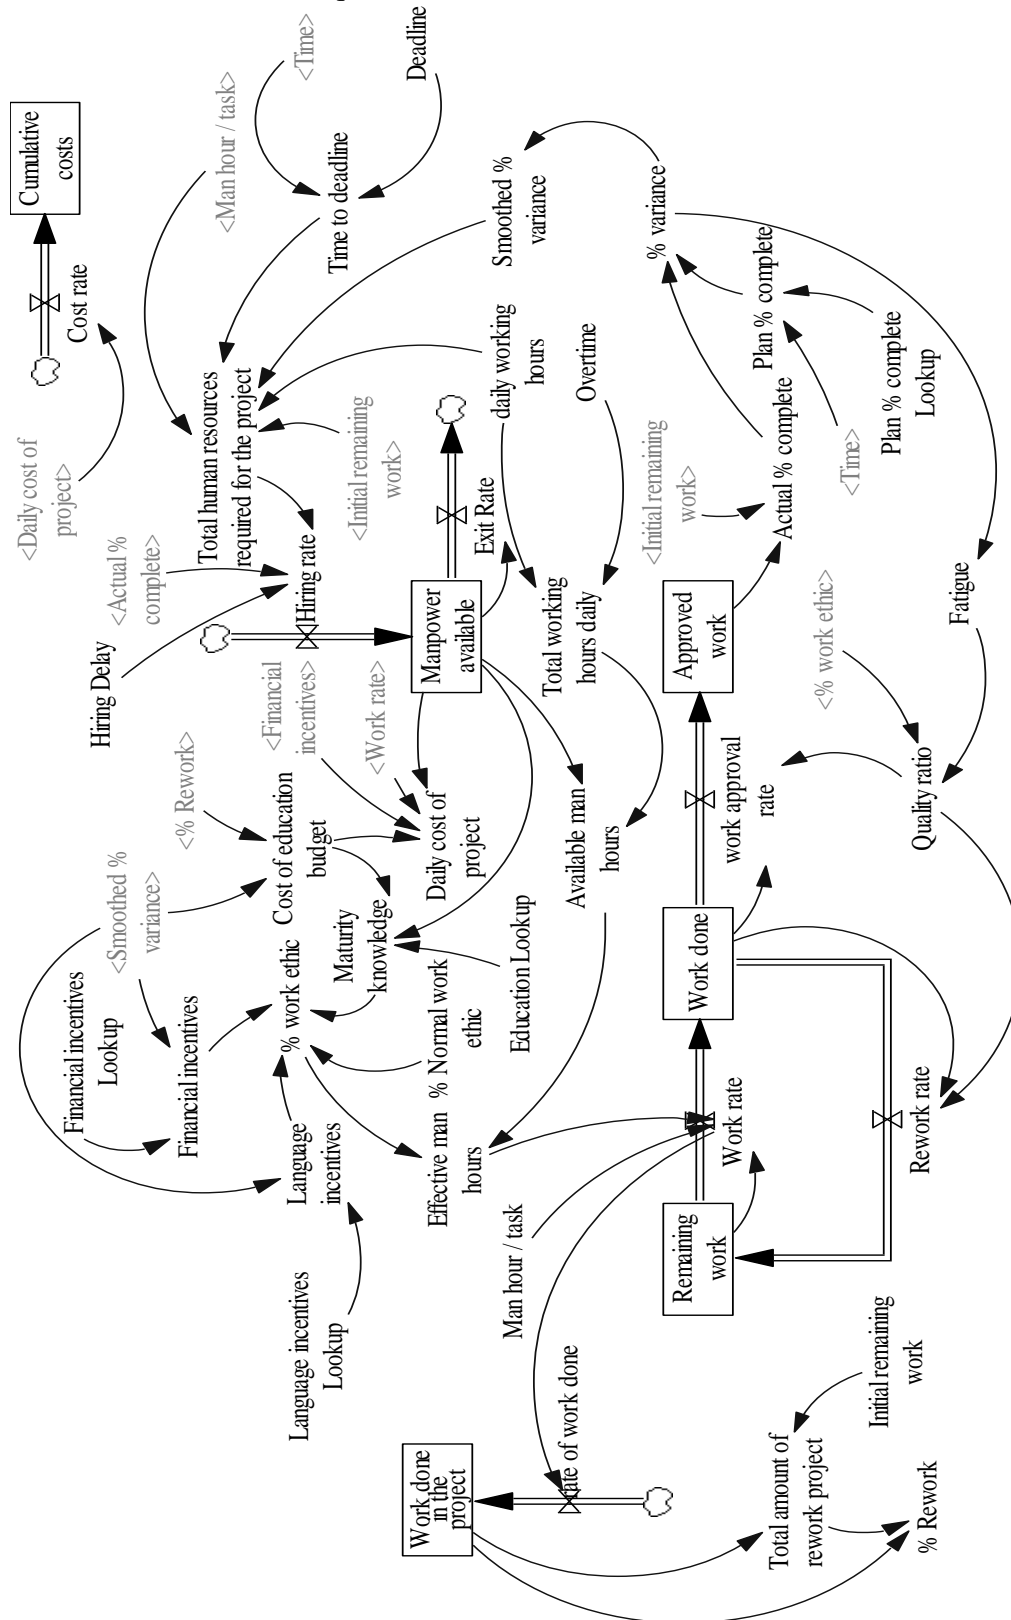 Work done
in the
project
rate of work done
Total amount of
rework project
% Rework
Initial remaining
work
Language incentives
Lookup
Man hour / task
Remaining
work
Language
incentives
Effective man
hours
Work rate
Rework rate
Financial incentives
Lookup
Financial incentives
% work ethic
% Normal work
ethic
Education Lookup
Maturity
knowledge
<Smoothed %
variance>
Cost of education
budget
<% Rework>
Daily cost of
project
Available man
hours
Work done
work approval
rate
Quality ratio
<Financial
incentives>
<Work rate>
Hiring Delay
<Actual %
complete>
Hiring rate
Manpower
available
Exit Rate
Total working
hours daily
Approved
work
<% work ethic>
Fatigue
<Daily cost of
project>
Total human resources
required for the project
<Initial remaining
work>
<Initial remaining
work>
Actual % complete
<Time>
daily working
hours
Overtime
Plan % complete
Plan % complete
Lookup
Cost rate
Cumulative
costs
<Man hour / task>
Time to deadline
<Time>
Deadline
Smoothed %
variance
% variance